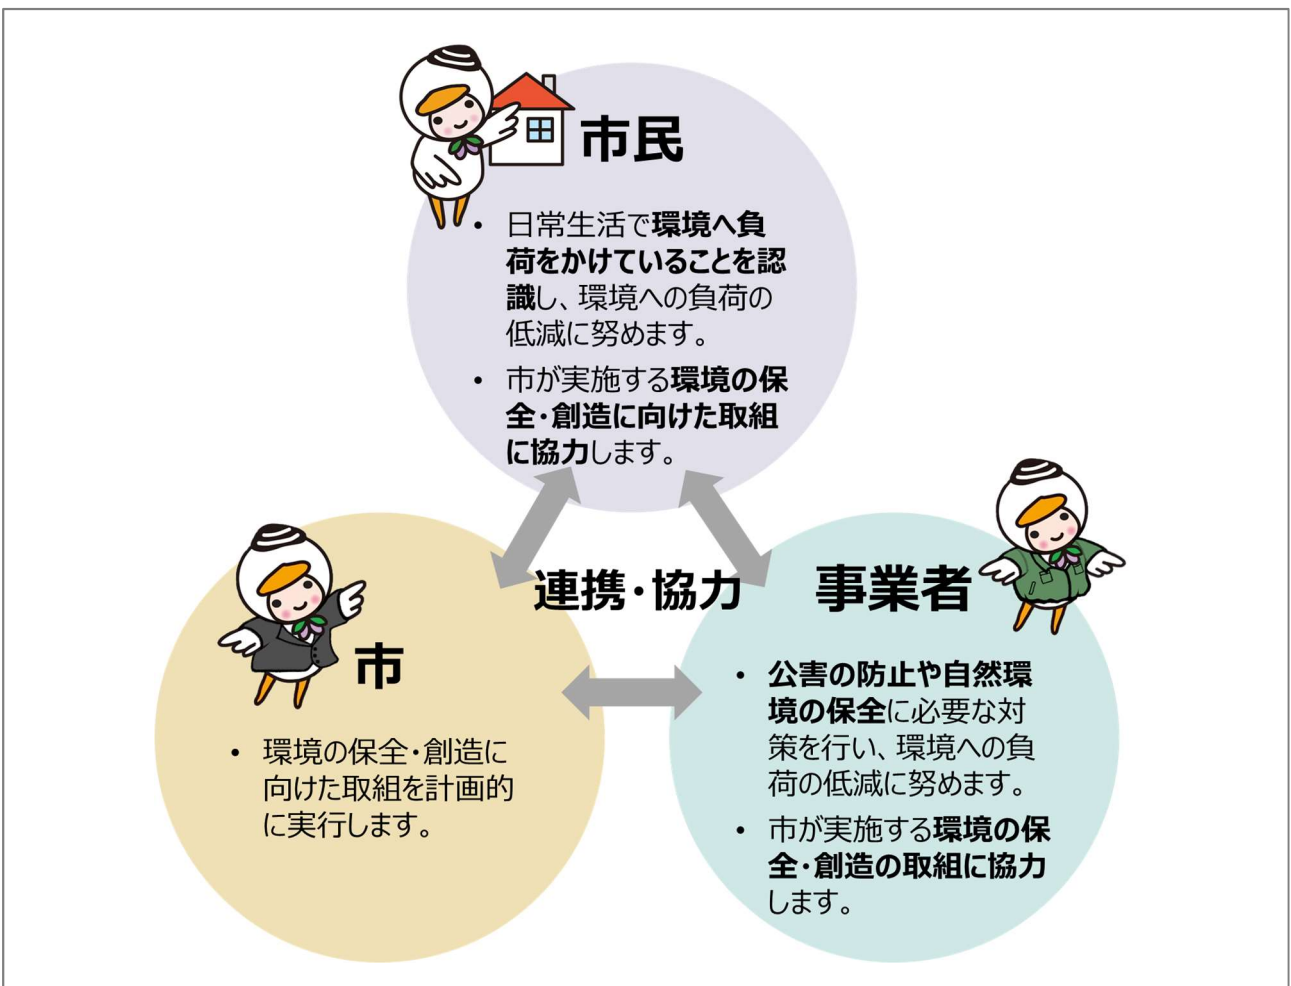 市民
• 日常生活で環境へ負
荷をかけていることを認
識し、環境への負荷の
低減に努めます。
• 市が実施する環境の保
全・創造に向けた取組
に協力します。
連携・協力
市
• 環境の保全・創造に
向けた取組を計画的
に実行します。
事業者
• 公害の防止や自然環
境の保全に必要な対
策を行い、環境への負
荷の低減に努めます。
• 市が実施する環境の保
全・創造の取組に協力
します。